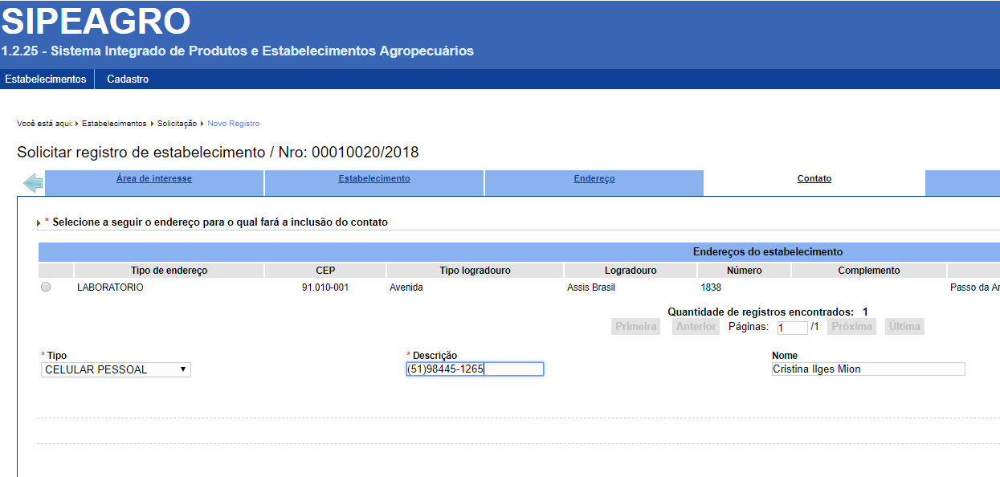 SIPEAGRO
1.2.25 - Sistema Integrado de Produtos e Estabelecimentos Agropecuários
Estabelecimentos Cadastro
Você está aqui: Estabelecimentos Solicitação Novo Registro
Solicitar registro de estabelecimento / Nro: 00010020/2018
Área de interesse Estabelecimento Endereço Contato
* Selecione a seguir o endereço para o qual fará a inclusão do contato
Endereços do estabelecimento
Tipo de endereço CEP Tipo logradouro Logradouro Número Complemento
LABORATORIO 91.010-001 Avenida Assis Brasil 1838 Passo da
Quantidade de registros encontrados: 1
Primeira Anterior Páginas: 1 /1 Próxima Última
* Tipo * Descrição Nome
CELULAR PESSOAL (51)98445-1265 Cristina Ilges Mion